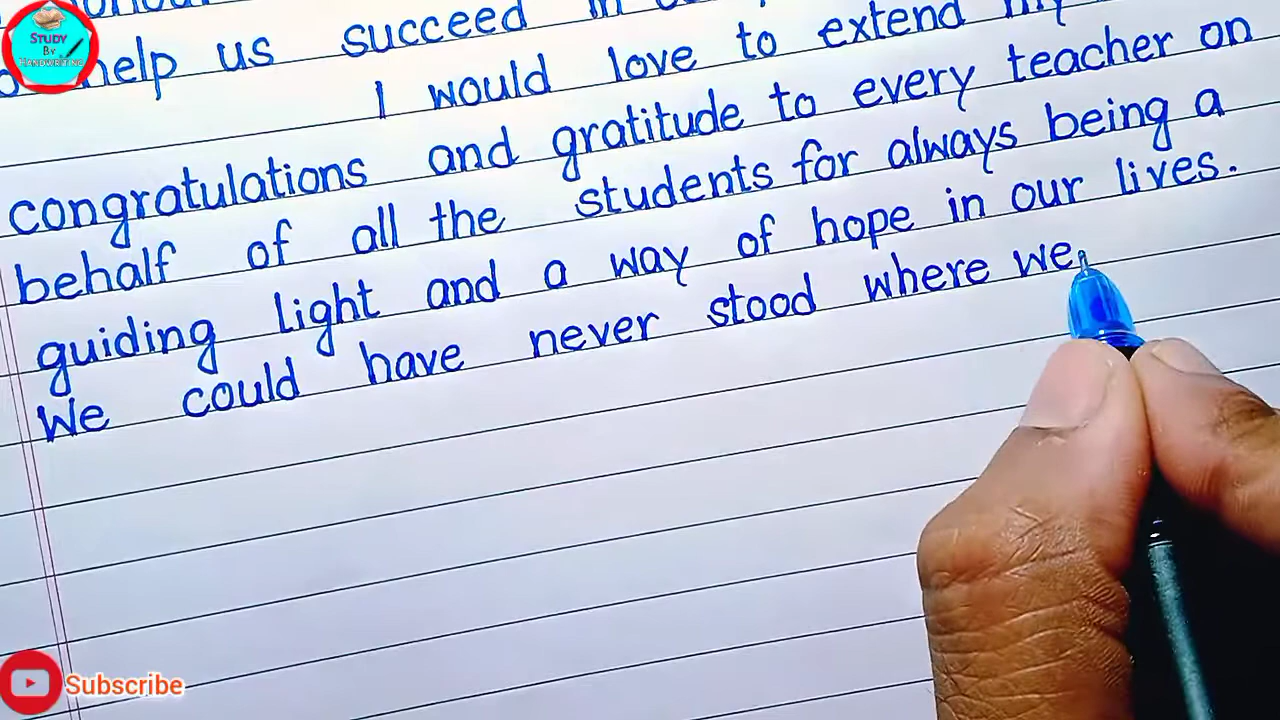 STUDY
By
HANDWRITING
help us succeed in
I would love to extend my
congratulations and gratitude to every teacher on
behalf of all the students for always being a
guiding light and a way of hope in our lives.
We could have never stood where we
Subscribe